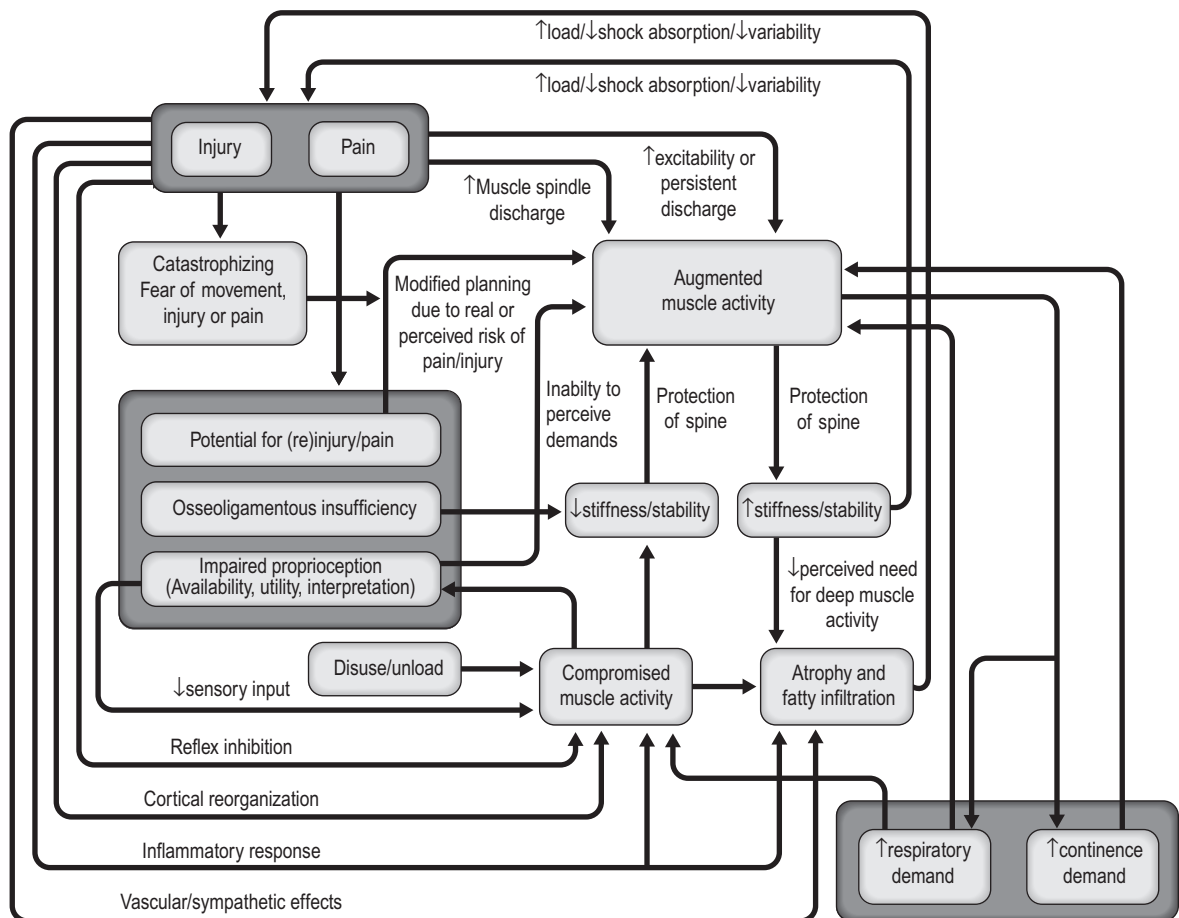 ↑load/↓shock absorption/↓variability
↑load/↓shock absorption/↓variability
Injury
Pain
↑Muscle spindle
discharge
↑excitability or
persistent
discharge
Catastrophizing
Fear of movement,
injury or pain
Modified planning
due to real or
perceived risk of
pain/injury
Augmented
muscle activity
Inabilty to
perceive
demands
Protection
of spine
Protection
of spine
Potential for (re)injury/pain
Osseoligamentous insufficiency
Impaired proprioception
(Availability, utility, interpretation)
↓stiffness/stability
↑stiffness/stability
↓perceived need
for deep muscle
activity
Disuse/unload
Compromised
muscle activity
Atrophy and
fatty infiltration
↓sensory input
Reflex inhibition
Cortical reorganization
Inflammatory response
Vascular/sympathetic effects
↑respiratory
demand
↑continence
demand